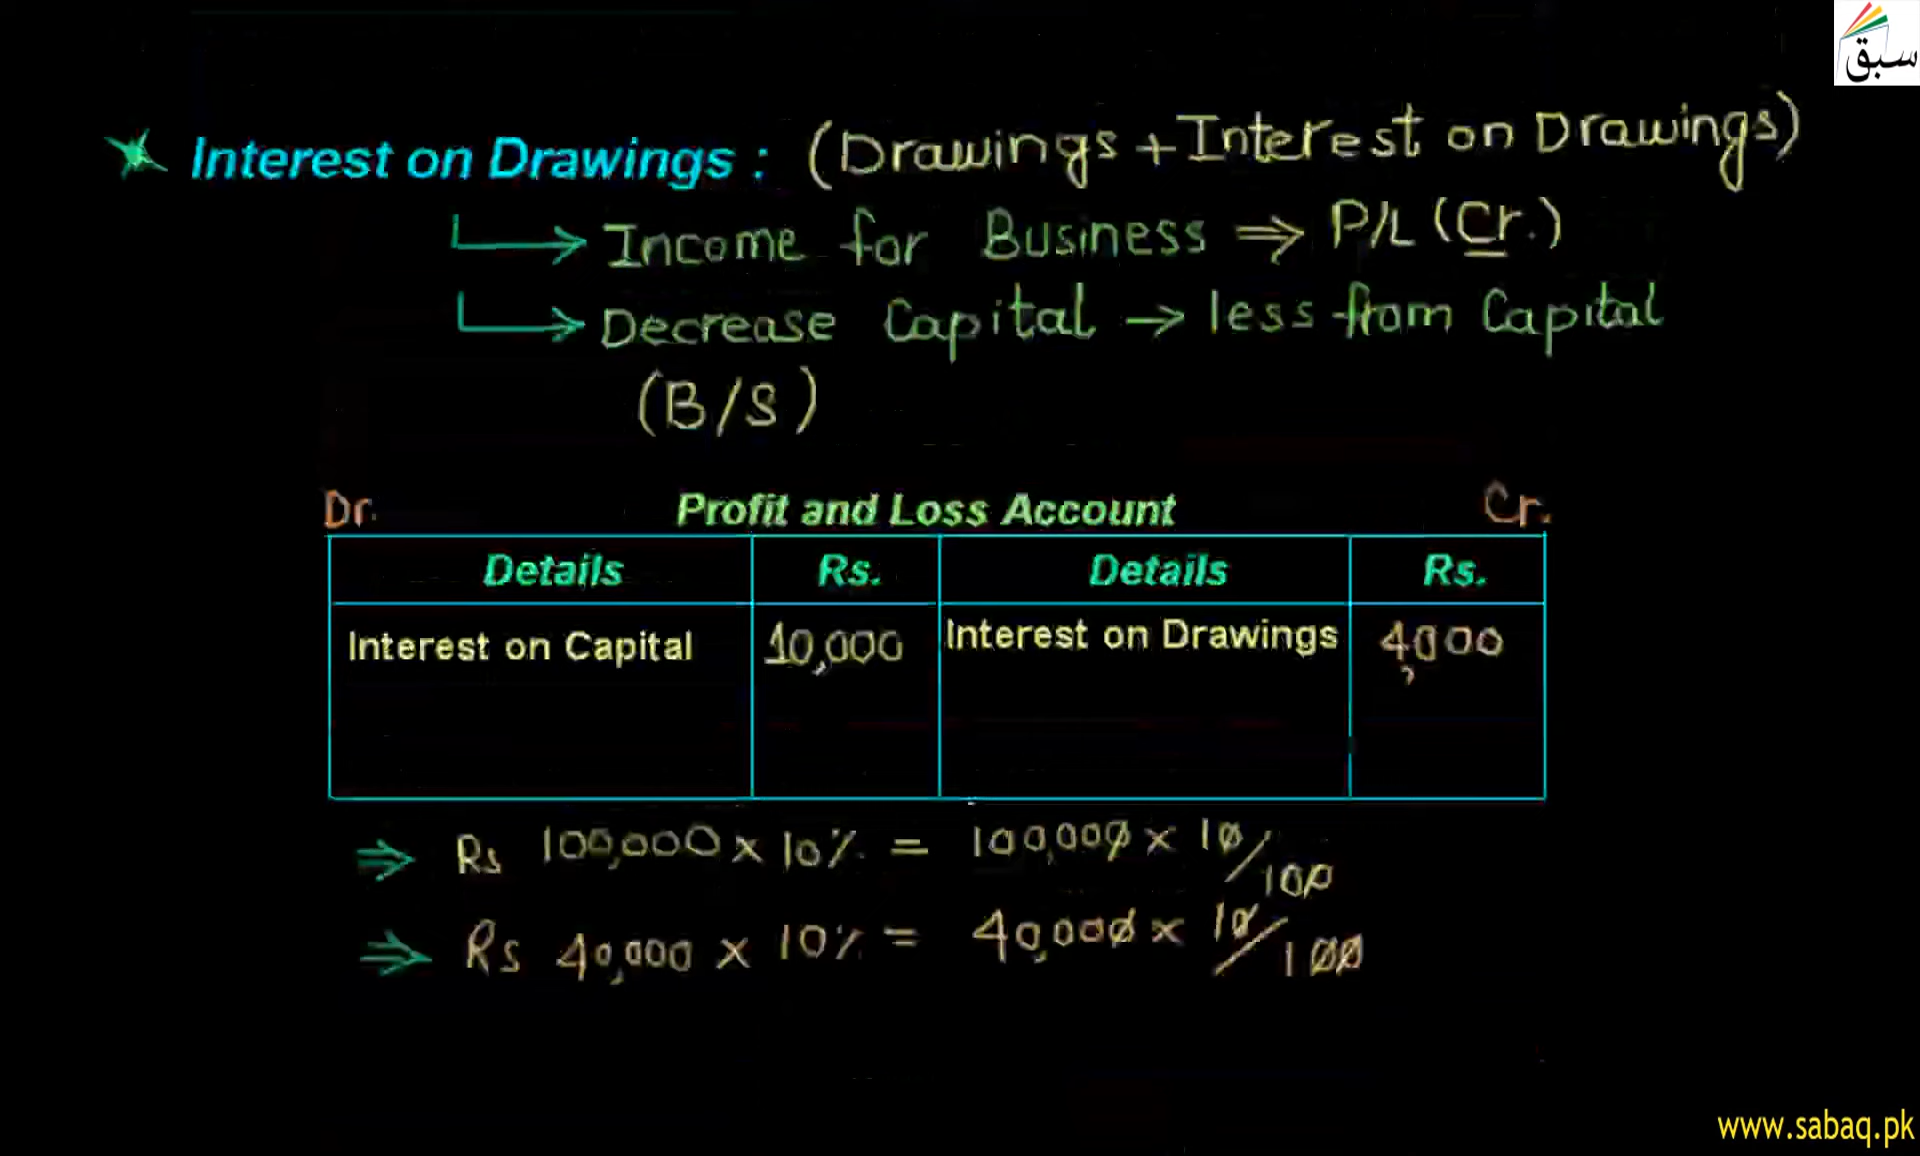 سبق
Interest on Drawings : (Drawings + Interest on Drawings)
Income for Business ⇒ P/L (Cr.)
Decrease Capital → less from Capital
(B/S)
Dr. Profit and Loss Account Cr.
Details Rs. Details Rs.
Interest on Capital 10,000 Interest on Drawings 4,000
⇒ Rs 100,000 x 10% = 100,000 x 10/100
⇒ Rs 40,000 x 10% = 40,000 x 10/100
www.sabaq.pk